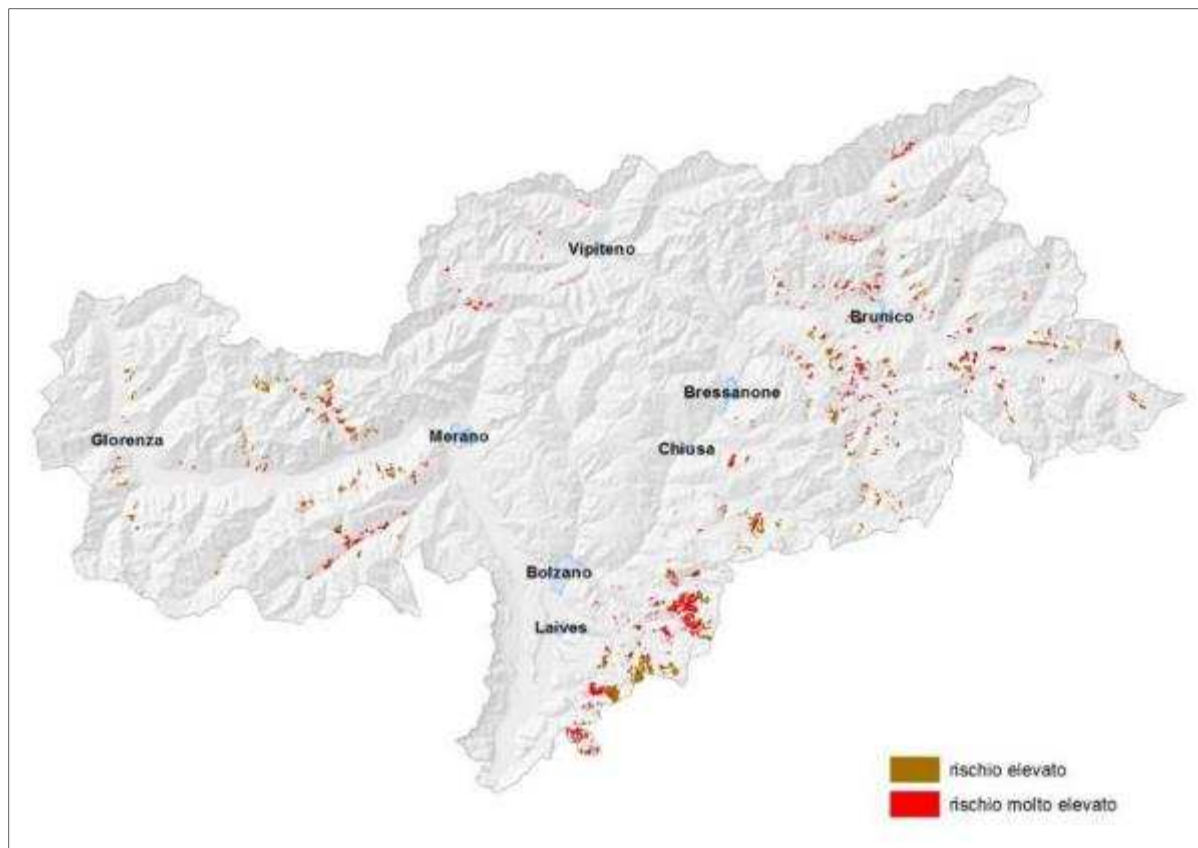 Vipiteno
Brunico
Bressanone
Glorenza
Merano
Chiusa
Bolzano
Laives
rischio elevato
rischio molto elevato